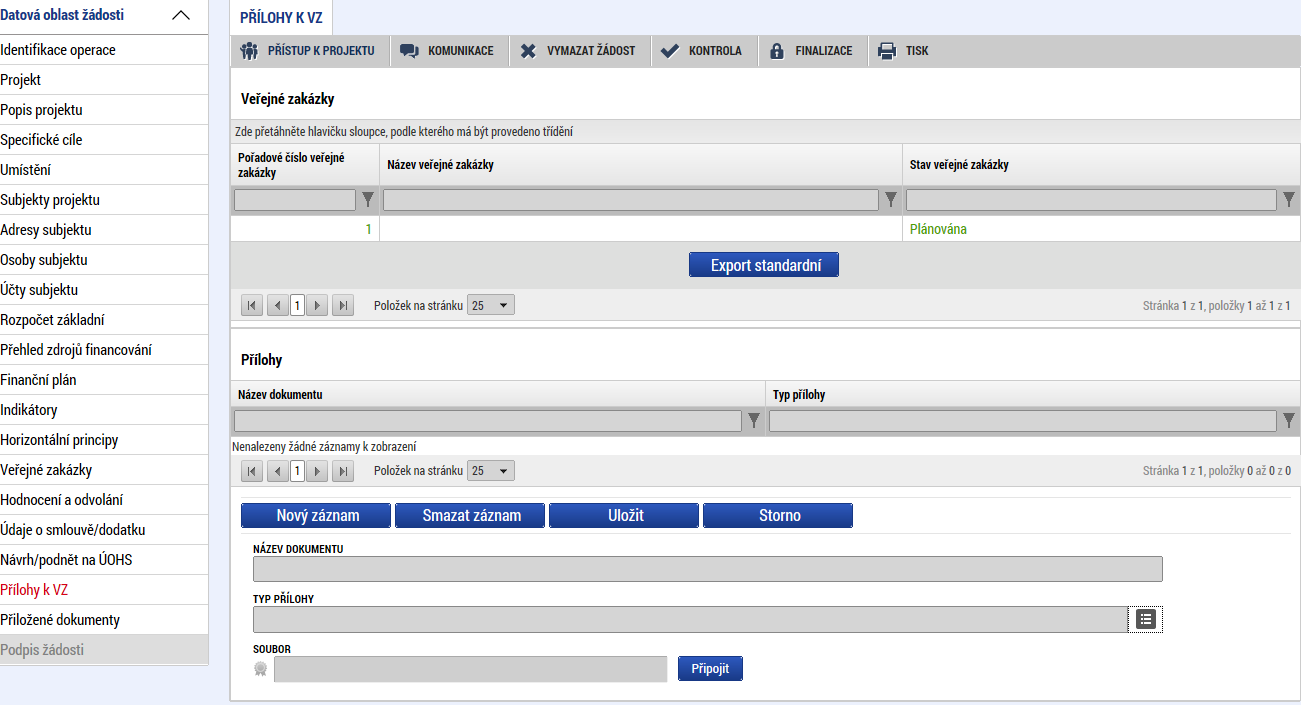 Datová oblast žádosti
Identifikace operace
Projekt
Popis projektu
Specifické cíle
Umístění
Subjekty projektu
Adresy subjektu
Osoby subjektu
Účty subjektu
Rozpočet základní
Přehled zdrojů financování
Finanční plán
Indikátory
Horizontální principy
Veřejné zakázky
Hodnocení a odvolání
Údaje o smlouvě/dodatku
Návrh/podnět na ÚOHS
Přílohy k VZ
Přiložené dokumenty
Podpis žádosti
PŘÍLOHY K VZ
PŘÍSTUP K PROJEKTU KOMUNIKACE VYMAZAT ŽÁDOST KONTROLA FINALIZACE TISK
Veřejné zakázky
Zde přetáhněte hlavičku sloupce, podle kterého má být provedeno třídění
Pořadové číslo veřejné
zakázky
Název veřejné zakázky
Stav veřejné zakázky
1 Plánována
Export standardní
1 Položek na stránku 25 Stránka 1 z 1, položky 1 až 1 z 1
Přílohy
Název dokumentu Typ přílohy
Nenalezeny žádné záznamy k zobrazení
1 Položek na stránku 25 Stránka 1 z 1, položky 0 až 0 z 0
Nový záznam Smazat záznam Uložit Storno
NÁZEV DOKUMENTU
TYP PŘÍLOHY
SOUBOR
Připojit